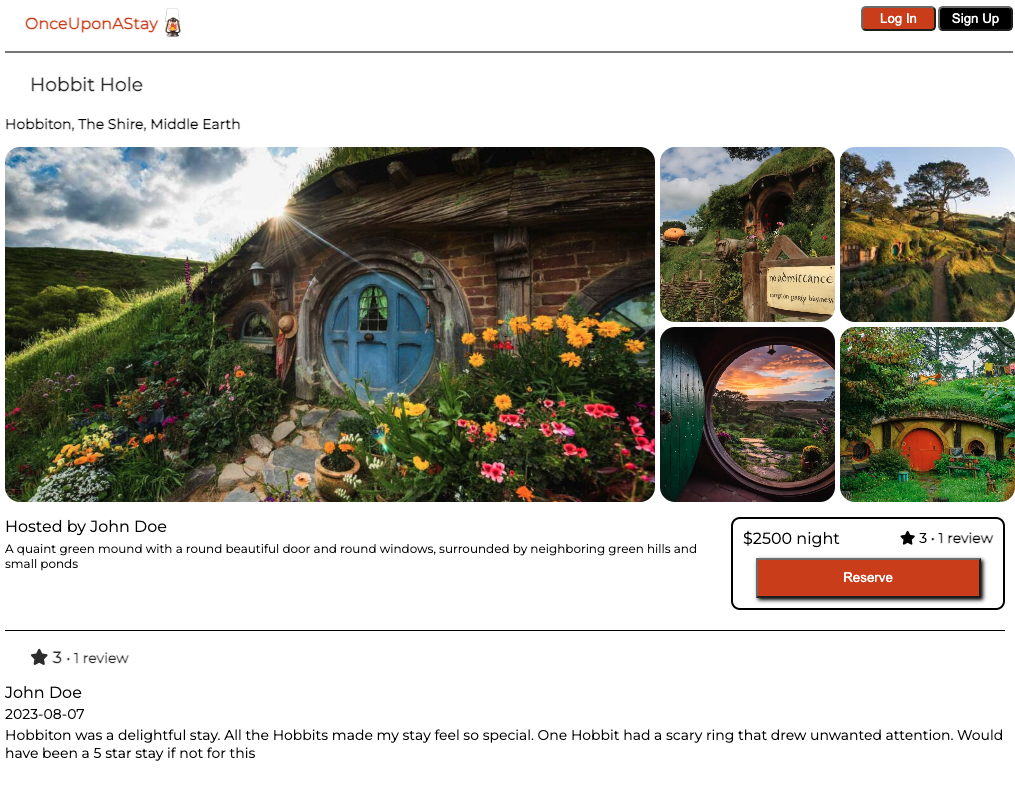 OnceUponAStay
Log In
Sign Up
Hobbit Hole
Hobbiton, The Shire, Middle Earth
no admittance
party business
Hosted by John Doe
A quaint green mound with a round beautiful door and round windows, surrounded by neighboring green hills and
small ponds
$2500 night
3 · 1 review
Reserve
3 · 1 review
John Doe
2023-08-07
Hobbiton was a delightful stay. All the Hobbits made my stay feel so special. One Hobbit had a scary ring that drew unwanted attention. Would
have been a 5 star stay if not for this